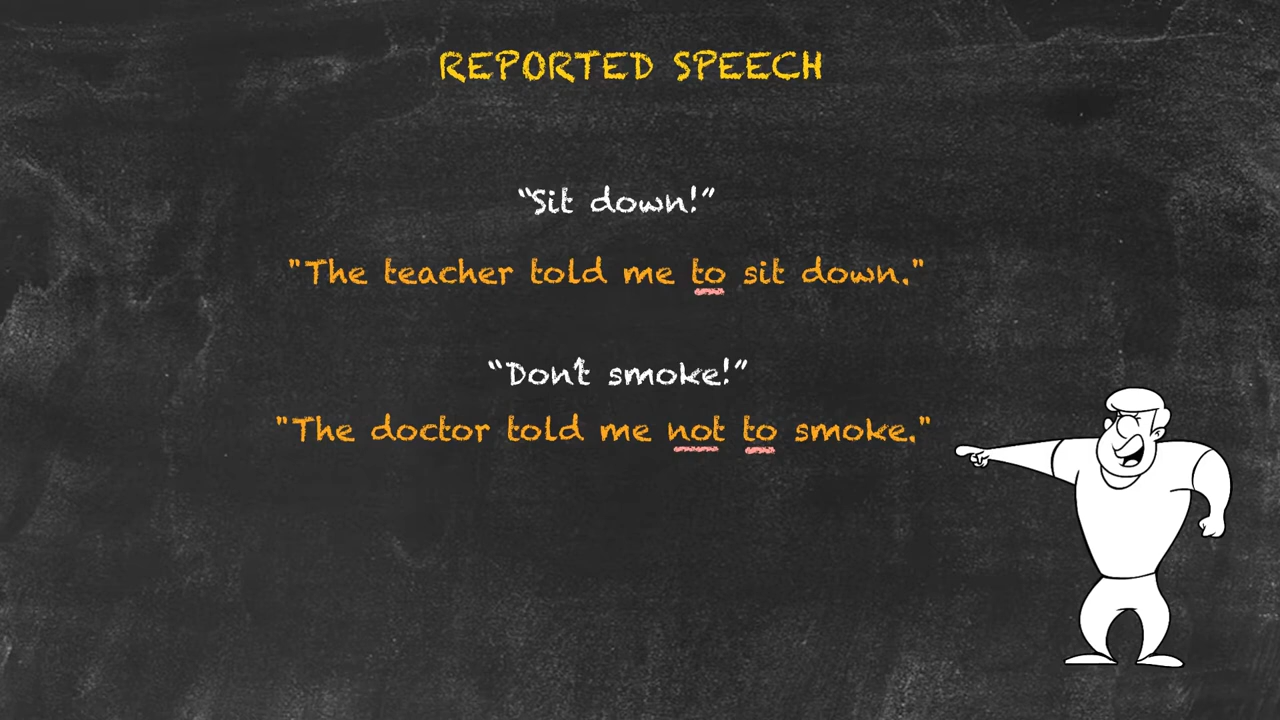 REPORTED SPEECH
“Sit down!”
"The teacher told me to sit down."
“Don't smoke!”
"The doctor told me not to smoke."